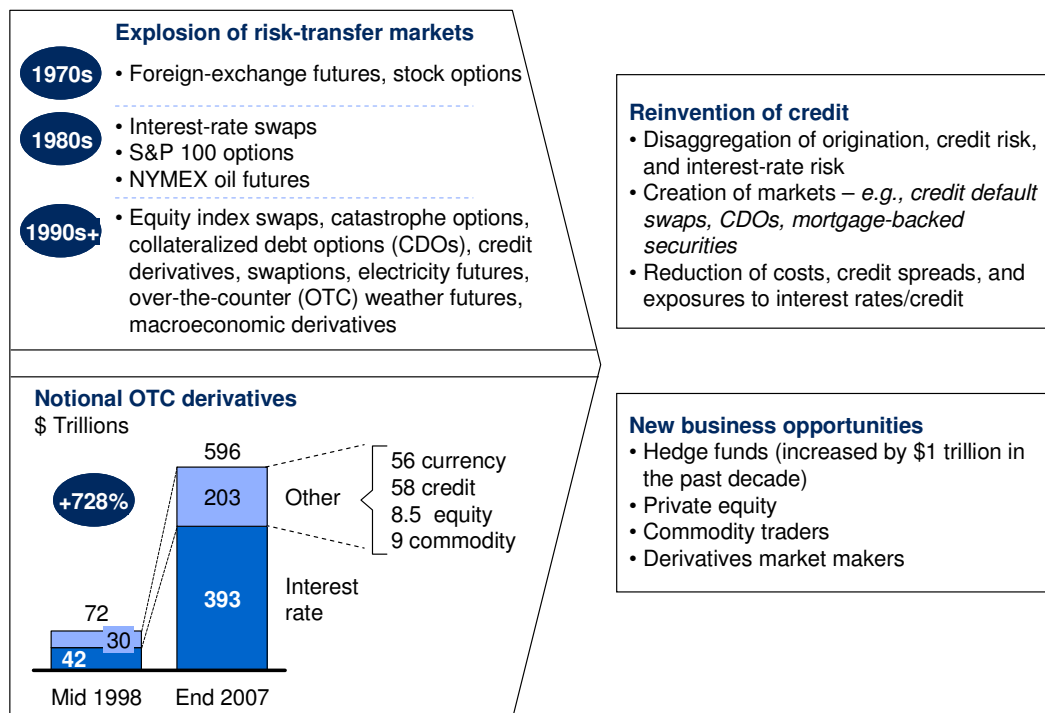 Explosion of risk-transfer markets
1970s
• Foreign-exchange futures, stock options
1980s
• Interest-rate swaps
• S&P 100 options
• NYMEX oil futures
1990s+
• Equity index swaps, catastrophe options,
collateralized debt options (CDOs), credit
derivatives, swaptions, electricity futures,
over-the-counter (OTC) weather futures,
macroeconomic derivatives
Notional OTC derivatives
$ Trillions
+728%
72
30
42
Mid 1998
596
203
393
End 2007
Other
56 currency
58 credit
8.5 equity
9 commodity
Interest
rate
Reinvention of credit
• Disaggregation of origination, credit risk,
and interest-rate risk
• Creation of markets – e.g., credit default
swaps, CDOs, mortgage-backed
securities
• Reduction of costs, credit spreads, and
exposures to interest rates/credit
New business opportunities
• Hedge funds (increased by $1 trillion in
the past decade)
• Private equity
• Commodity traders
• Derivatives market makers